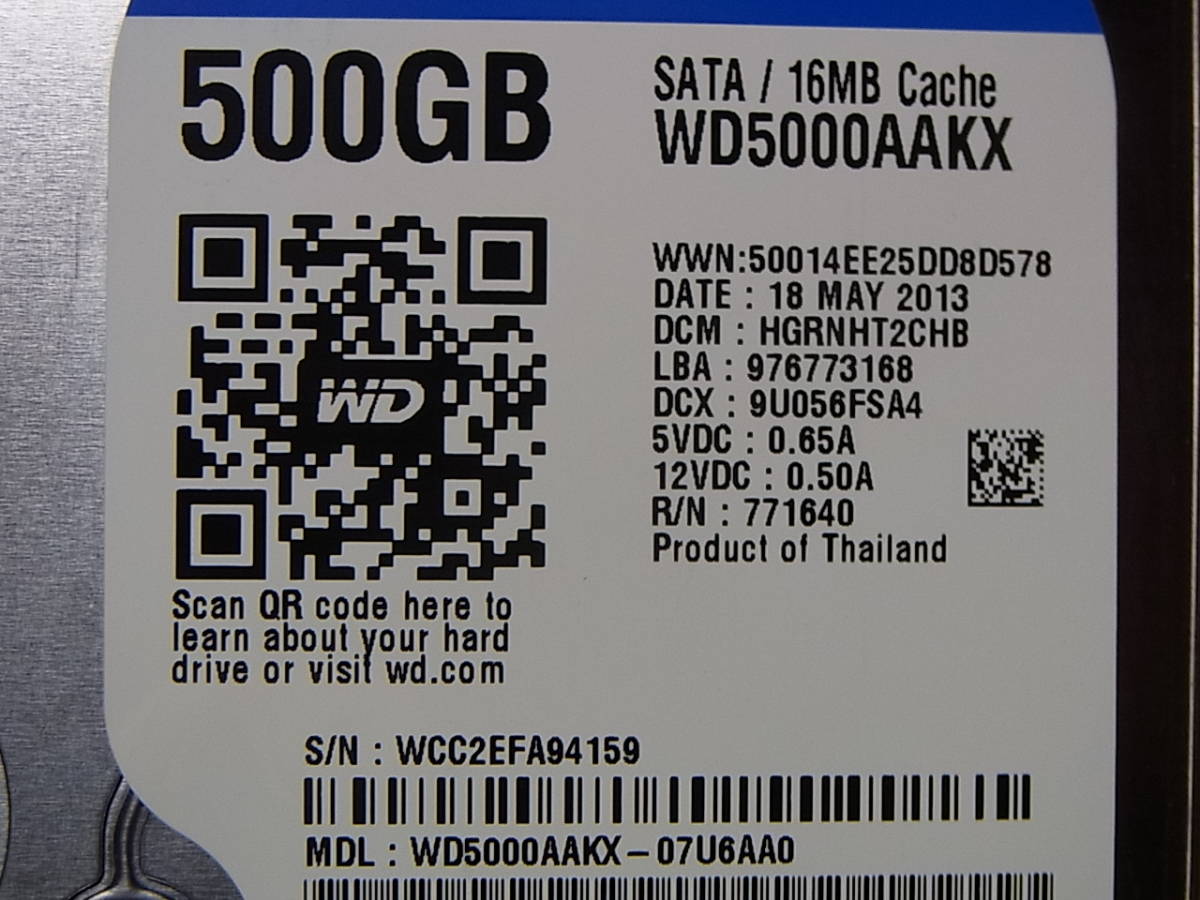 500GB
SATA / 16MB Cache
WD5000AAKX
WWN:50014EE25DD8D578
DATE : 18 MAY 2013
DCM : HGRNHT2CHB
LBA : 976773168
DCX : 9U056FSA4
5VDC : 0.65A
12VDC : 0.50A
R/N : 771640
Product of Thailand
WD
Scan QR code here to
learn about your hard
drive or visit wd.com
S/N : WCC2EFA94159
MDL : WD5000AAKX-07U6AA0